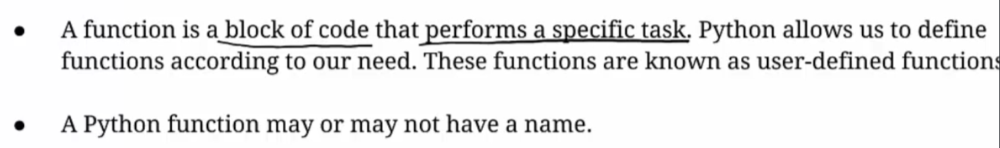 • A function is a block of code that performs a specific task. Python allows us to define
functions according to our need. These functions are known as user-defined functions
• A Python function may or may not have a name.